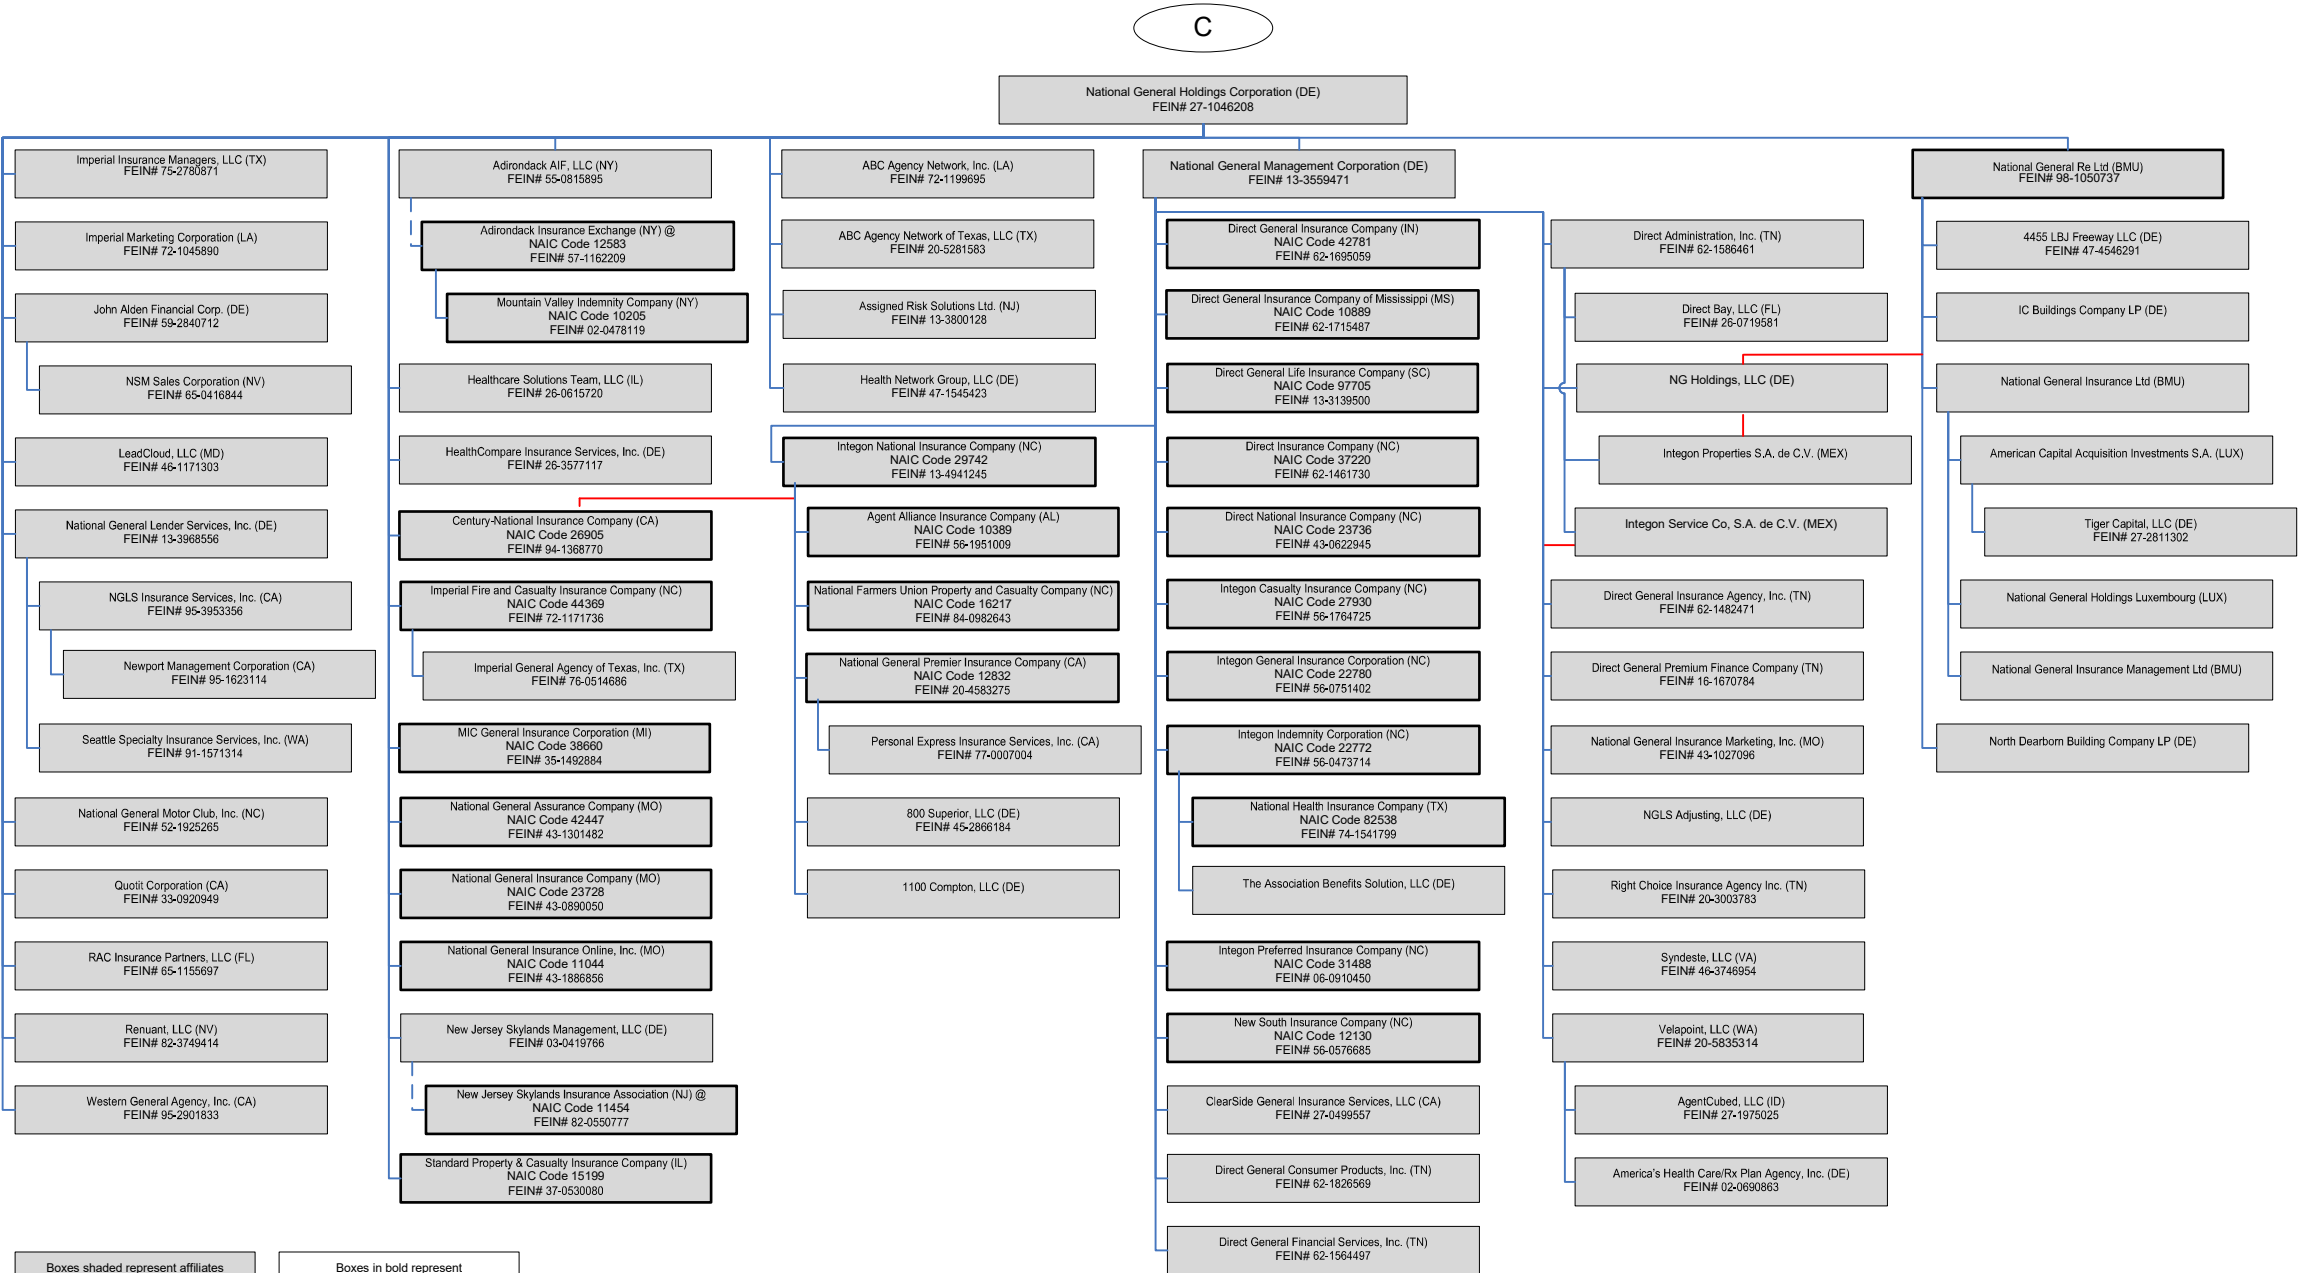 C
National General Holdings Corporation (DE)
FEIN# 27-1046208
Imperial Insurance Managers, LLC (TX)
FEIN# 75-2780871
Imperial Marketing Corporation (LA)
FEIN# 72-1045890
John Alden Financial Corp. (DE)
FEIN# 59-2840712
NSM Sales Corporation (NV)
FEIN# 65-0416844
LeadCloud, LLC (MD)
FEIN# 46-1171303
National General Lender Services, Inc. (DE)
FEIN# 13-3968556
NGLS Insurance Services, Inc. (CA)
FEIN# 95-3953356
Newport Management Corporation (CA)
FEIN# 95-1623114
Seattle Specialty Insurance Services, Inc. (WA)
FEIN# 91-1571314
National General Motor Club, Inc. (NC)
FEIN# 52-1925265
Quotit Corporation (CA)
FEIN# 33-0920949
RAC Insurance Partners, LLC (FL)
FEIN# 65-1155697
Renuant, LLC (NV)
FEIN# 82-3749414
Western General Agency, Inc. (CA)
FEIN# 95-2901833
Adirondack AIF, LLC (NY)
FEIN# 55-0815895
Adirondack Insurance Exchange (NY) @
NAIC Code 12583
FEIN# 57-1162209
Mountain Valley Indemnity Company (NY)
NAIC Code 10205
FEIN# 02-0478119
Healthcare Solutions Team, LLC (IL)
FEIN# 26-0615720
HealthCompare Insurance Services, Inc. (DE)
FEIN# 26-3577117
Century-National Insurance Company (CA)
NAIC Code 26905
FEIN# 94-1368770
Imperial Fire and Casualty Insurance Company (NC)
NAIC Code 44369
FEIN# 72-1171736
Imperial General Agency of Texas, Inc. (TX)
FEIN# 76-0514686
MIC General Insurance Corporation (MI)
NAIC Code 38660
FEIN# 35-1492884
National General Assurance Company (MO)
NAIC Code 42447
FEIN# 43-1301482
National General Insurance Company (MO)
NAIC Code 23728
FEIN# 43-0890050
National General Insurance Online, Inc. (MO)
NAIC Code 11044
FEIN# 43-1886856
New Jersey Skylands Management, LLC (DE)
FEIN# 03-0419766
New Jersey Skylands Insurance Association (NJ) @
NAIC Code 11454
FEIN# 82-0550777
Standard Property & Casualty Insurance Company (IL)
NAIC Code 15199
FEIN# 37-0530080
ABC Agency Network, Inc. (LA)
FEIN# 72-1199695
ABC Agency Network of Texas, LLC (TX)
FEIN# 20-5281583
Assigned Risk Solutions Ltd. (NJ)
FEIN# 13-3800128
Health Network Group, LLC (DE)
FEIN# 47-1545423
Integon National Insurance Company (NC)
NAIC Code 29742
FEIN# 13-4941245
Agent Alliance Insurance Company (AL)
NAIC Code 10389
FEIN# 56-1951009
National Farmers Union Property and Casualty Company (NC)
NAIC Code 16217
FEIN# 84-0982643
National General Premier Insurance Company (CA)
NAIC Code 12832
FEIN# 20-4583275
Personal Express Insurance Services, Inc. (CA)
FEIN# 77-0007004
800 Superior, LLC (DE)
FEIN# 45-2866184
1100 Compton, LLC (DE)
National General Management Corporation (DE)
FEIN# 13-3559471
Direct General Insurance Company (IN)
NAIC Code 42781
FEIN# 62-1695059
Direct General Insurance Company of Mississippi (MS)
NAIC Code 10889
FEIN# 62-1715487
Direct General Life Insurance Company (SC)
NAIC Code 97705
FEIN# 13-3139500
Direct Insurance Company (NC)
NAIC Code 37220
FEIN# 62-1461730
Direct National Insurance Company (NC)
NAIC Code 23736
FEIN# 43-0622945
Integon Casualty Insurance Company (NC)
NAIC Code 27930
FEIN# 56-1764725
Integon General Insurance Corporation (NC)
NAIC Code 22780
FEIN# 56-0751402
Integon Indemnity Corporation (NC)
NAIC Code 22772
FEIN# 56-0473714
National Health Insurance Company (TX)
NAIC Code 82538
FEIN# 74-1541799
The Association Benefits Solution, LLC (DE)
Integon Preferred Insurance Company (NC)
NAIC Code 31488
FEIN# 06-0910450
New South Insurance Company (NC)
NAIC Code 12130
FEIN# 56-0576685
ClearSide General Insurance Services, LLC (CA)
FEIN# 27-0499557
Direct General Consumer Products, Inc. (TN)
FEIN# 62-1826569
Direct General Financial Services, Inc. (TN)
FEIN# 62-1564497
Direct Administration, Inc. (TN)
FEIN# 62-1586461
Direct Bay, LLC (FL)
FEIN# 26-0719581
NG Holdings, LLC (DE)
Integon Properties S.A. de C.V. (MEX)
Integon Service Co, S.A. de C.V. (MEX)
Direct General Insurance Agency, Inc. (TN)
FEIN# 62-1482471
Direct General Premium Finance Company (TN)
FEIN# 16-1670784
National General Insurance Marketing, Inc. (MO)
FEIN# 43-1027096
NGLS Adjusting, LLC (DE)
Right Choice Insurance Agency Inc. (TN)
FEIN# 20-3003783
Syndeste, LLC (VA)
FEIN# 46-3746954
Velapoint, LLC (WA)
FEIN# 20-5835314
AgentCubed, LLC (ID)
FEIN# 27-1975025
America's Health Care/Rx Plan Agency, Inc. (DE)
FEIN# 02-0690863
National General Re Ltd (BMU)
FEIN# 98-1050737
4455 LBJ Freeway LLC (DE)
FEIN# 47-4546291
IC Buildings Company LP (DE)
National General Insurance Ltd (BMU)
American Capital Acquisition Investments S.A. (LUX)
Tiger Capital, LLC (DE)
FEIN# 27-2811302
National General Holdings Luxembourg (LUX)
National General Insurance Management Ltd (BMU)
North Dearborn Building Company LP (DE)
Boxes shaded represent affiliates
Boxes in bold represent